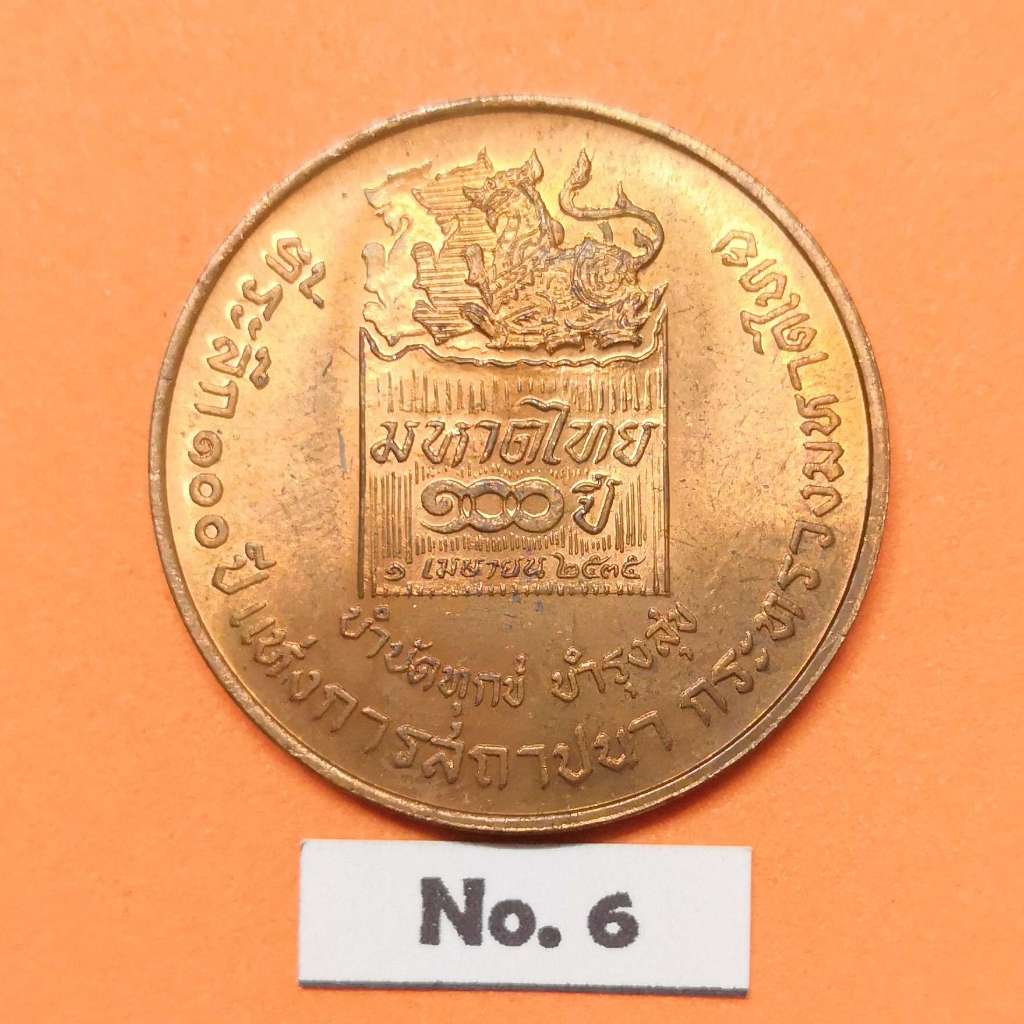 มหาดไทย
๑๐๐ ปี
๑ เมษายน ๒๕๓๕
บำบัดทุกข์ บำรุงสุข
ที่ระลึก ๑๐๐ ปี แห่งการสถาปนา กระทรวงมหาดไทย
No. 6